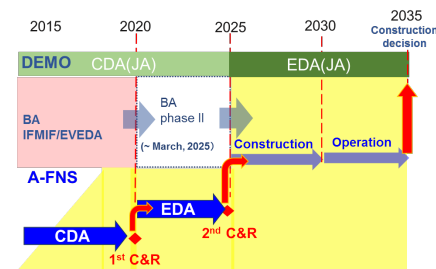 2015 2020 2025 2030 2035
Construction
decision
DEMO CDA(JA) EDA(JA)
BA
IFMIF/EVEDA
BA
phase II
(~ March, 2025)
Construction Operation
A-FNS
EDA
CDA
2nd C&R
1st C&R